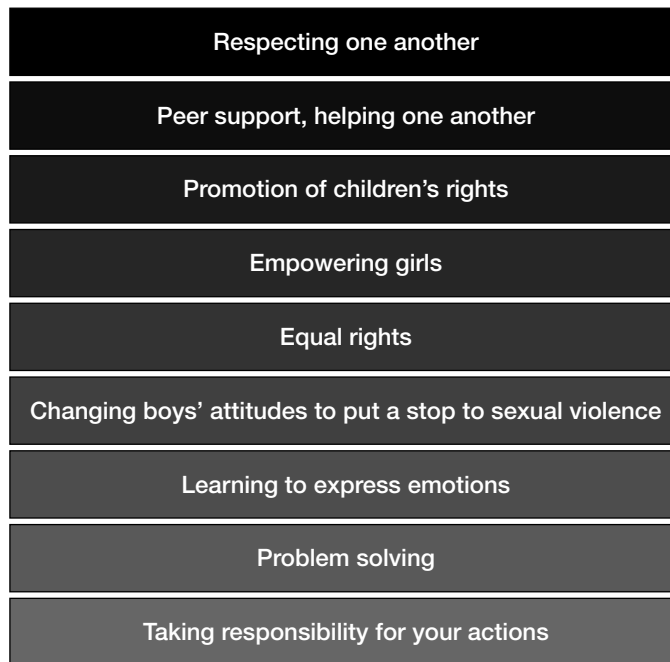 Respecting one another
Peer support, helping one another
Promotion of children’s rights
Empowering girls
Equal rights
Changing boys’ attitudes to put a stop to sexual violence
Learning to express emotions
Problem solving
Taking responsibility for your actions